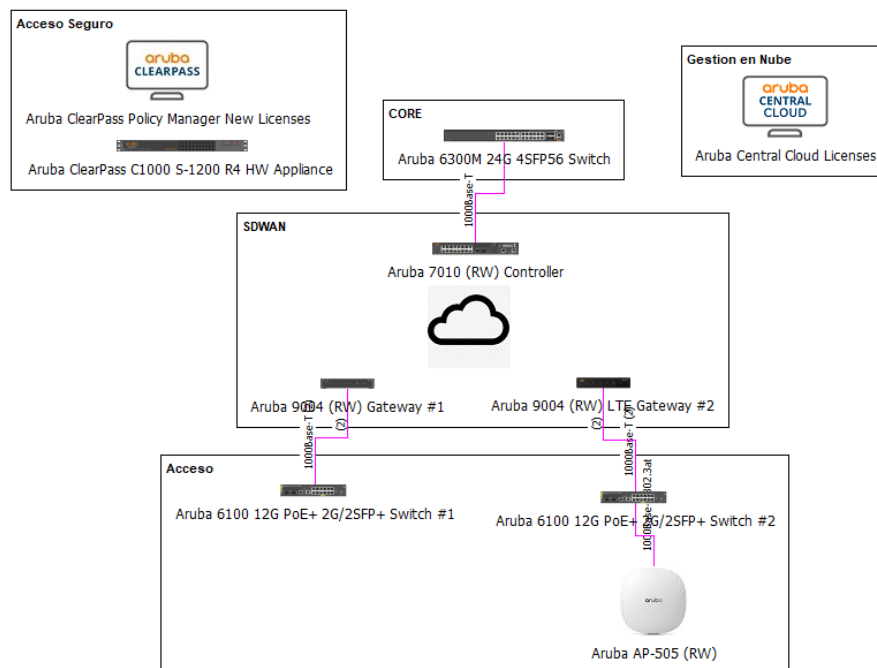 Acceso Seguro
aruba
CLEARPASS
Aruba ClearPass Policy Manager New Licenses
Aruba ClearPass C1000 S-1200 R4 HW Appliance
Gestion en Nube
aruba
CENTRAL
CLOUD
Aruba Central Cloud Licenses
CORE
Aruba 6300M 24G 4SFP56 Switch
1000Base-T
SDWAN
Aruba 7010 (RW) Controller
Aruba 9004 (RW) Gateway #1
Aruba 9004 (RW) LTE Gateway #2
1000Base-T (2)
(2)
1000Base-T (2)
(2)
Acceso
Aruba 6100 12G PoE+ 2G/2SFP+ Switch #1
Aruba 6100 12G PoE+ 2G/2SFP+ Switch #2
802.3at
aruba
Aruba AP-505 (RW)